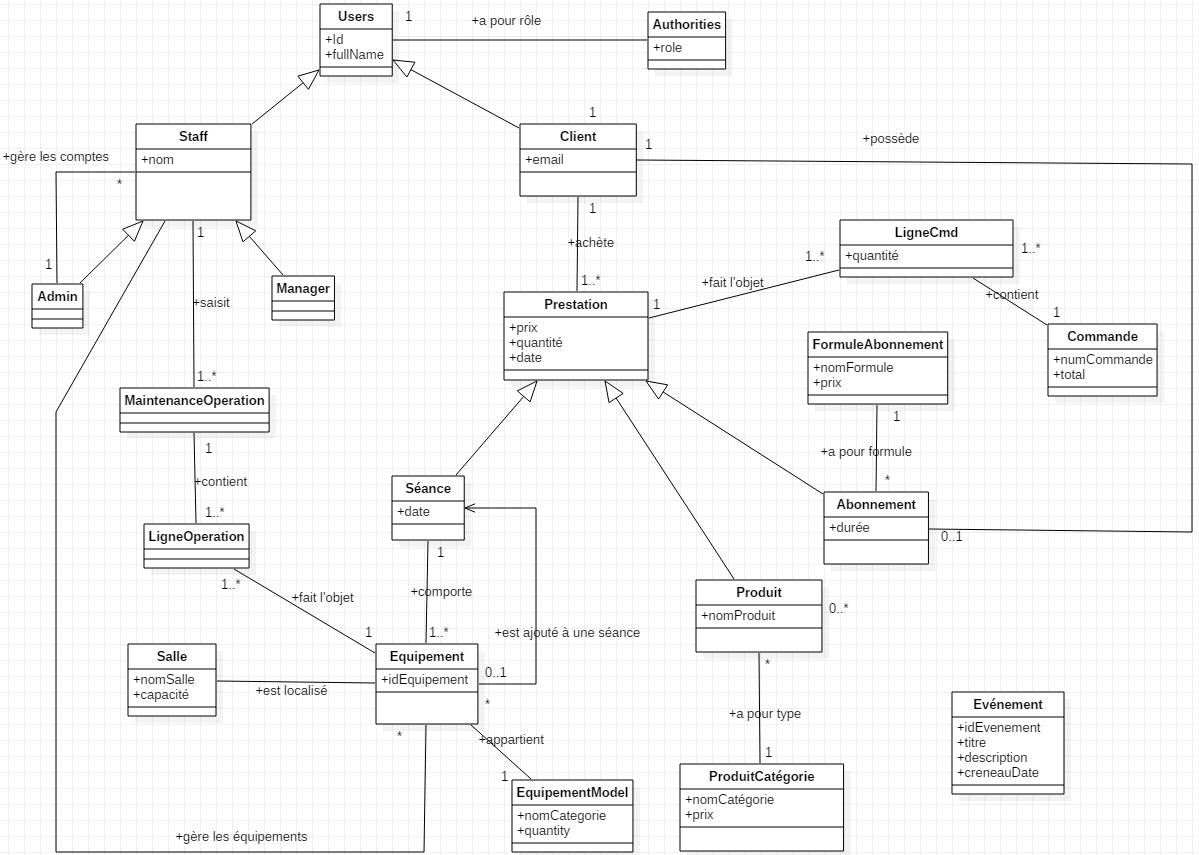 Users
1
+a pour rôle
Authorities
+Id
+fullName
+role
Staff
+nom
1
Client
+email
1
+possède
+gère les comptes
*
1
1
Admin
1
Manager
+saisit
1..*
1
+achète
1..*
Prestation
+prix
+quantité
+date
1
+fait l'objet
1..*
LigneCmd
+quantité
1..*
+contient
1
Commande
+numCommande
+total
FormuleAbonnement
+nomFormule
+prix
1
+a pour formule
*
Abonnement
+durée
0..1
MaintenanceOperation
1
+contient
1..*
LigneOperation
1..*
+fait l'objet
1
Séance
+date
1
+comporte
1..*
+est ajouté à une séance
0..1
Equipement
+idEquipement
*
*
Salle
+nomSalle
+capacité
+est localisé
+appartient
1
EquipementModel
+nomCategorie
+quantity
+gère les équipements
Produit
+nomProduit
0..*
*
+a pour type
1
ProduitCatégorie
+nomCatégorie
+prix
Evénement
+idEvenement
+titre
+description
+creneauDate